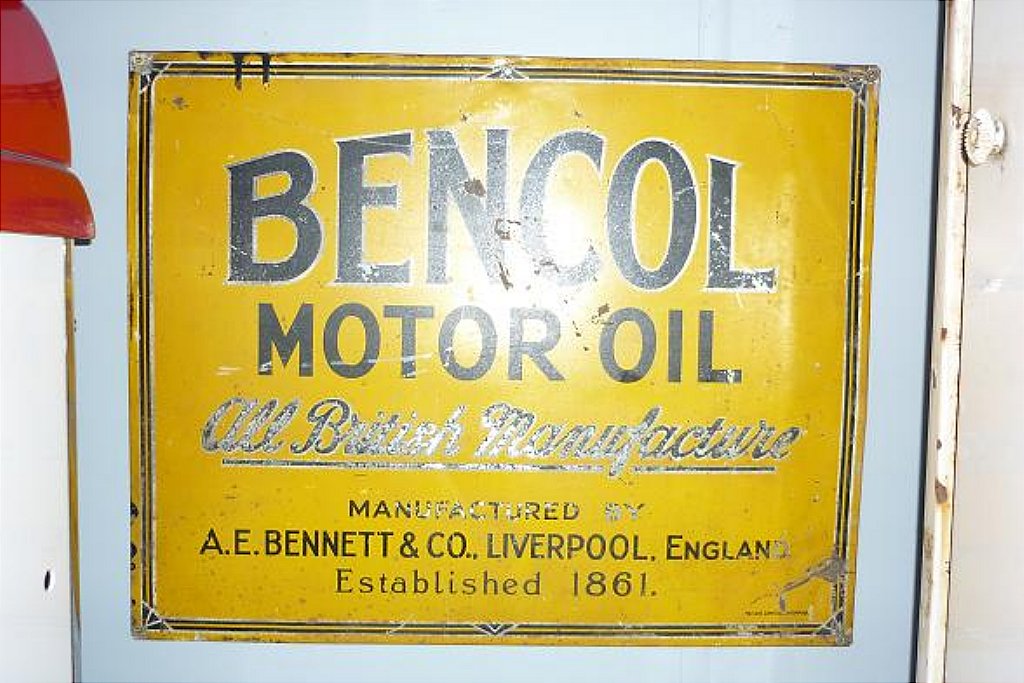 BENCOL
MOTOR OIL
All British Manufacture
MANUFACTURED BY
A.E. BENNETT & CO., LIVERPOOL, ENGLAND
Established 1861.